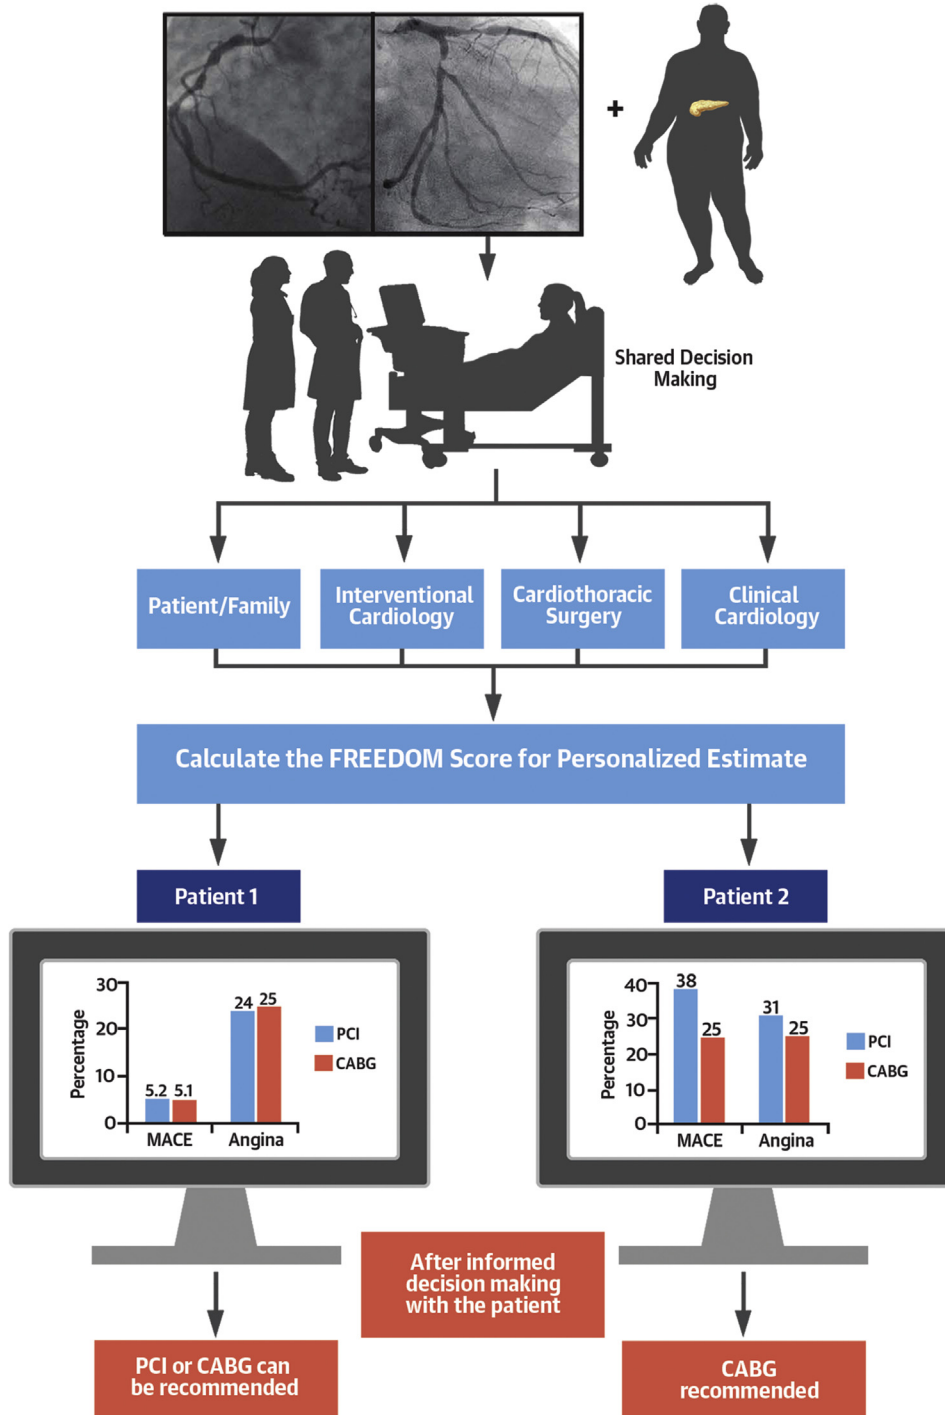 +
Shared Decision
Making
Patient/Family
Interventional
Cardiology
Cardiothoracic
Surgery
Clinical
Cardiology
Calculate the FREEDOM Score for Personalized Estimate
Patient 1
Patient 2
Percentage
30
20
10
0
5.2
5.1
24
25
MACE
Angina
PCI
CABG
Percentage
40
30
20
10
0
38
25
31
25
MACE
Angina
PCI
CABG
After informed
decision making
with the patient
PCI or CABG can
be recommended
CABG
recommended